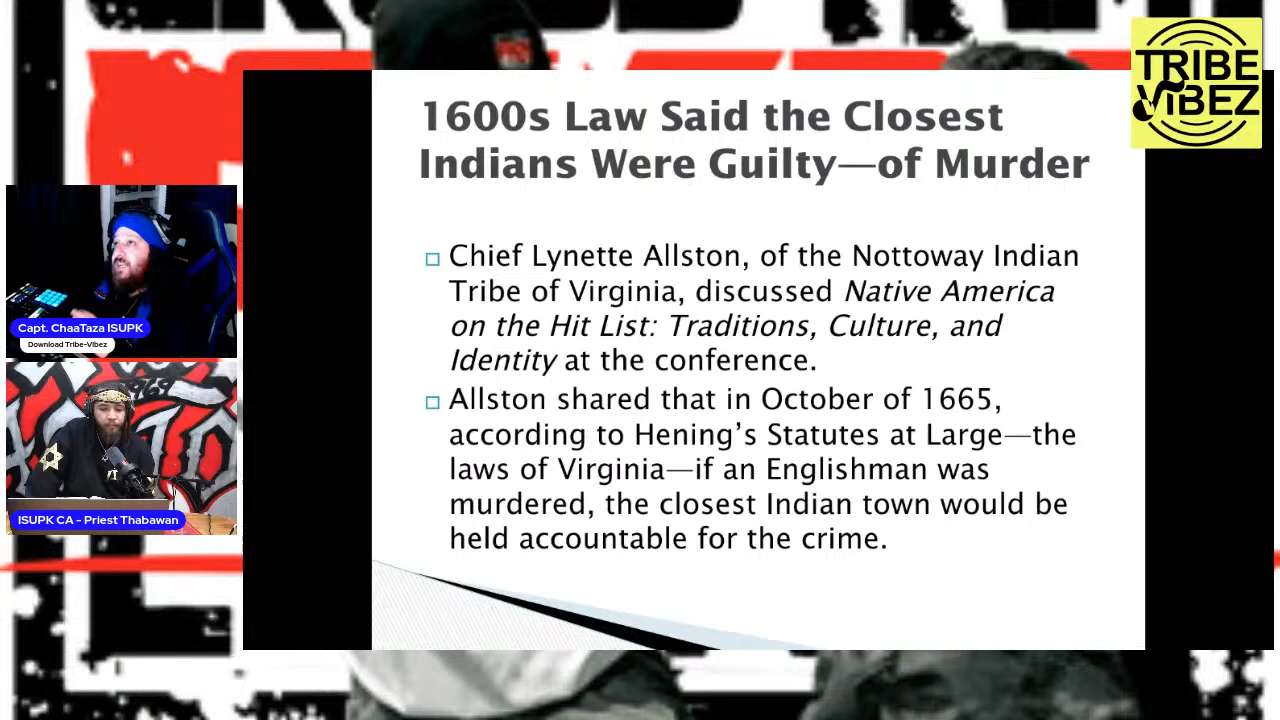 TRIBE
VIBEZ
1600s Law Said the Closest
Indians Were Guilty—of Murder
Chief Lynette Allston, of the Nottoway Indian
Tribe of Virginia, discussed Native America
on the Hit List: Traditions, Culture, and
Identity at the conference.
Allston shared that in October of 1665,
according to Hening's Statutes at Large—the
laws of Virginia—if an Englishman was
murdered, the closest Indian town would be
held accountable for the crime.
Capt. ChaaTaza ISUPK
Download Tribe-Vibez
1969
ISUPK CA - Priest Thabawan